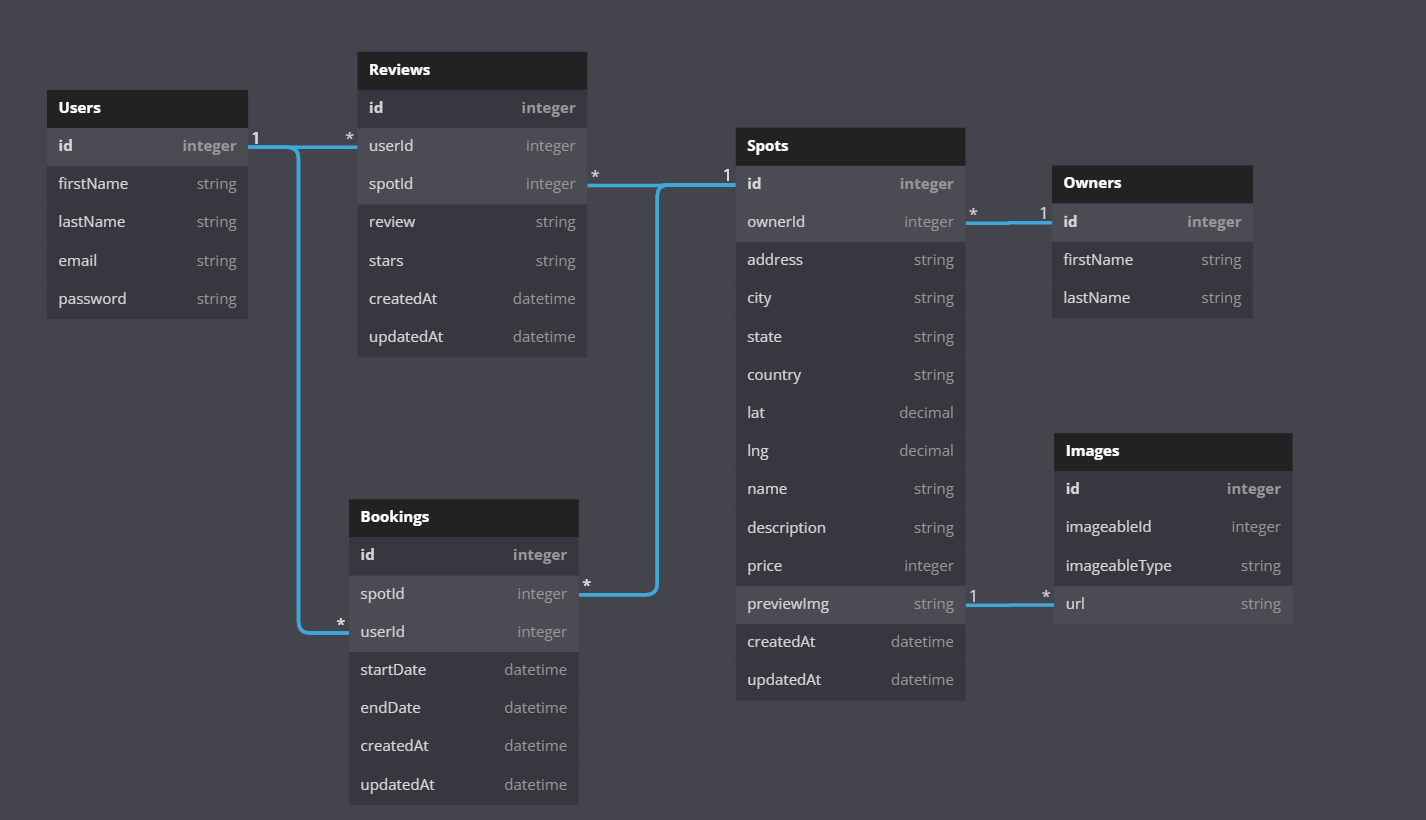 Users
id integer
firstName string
lastName string
email string
password string
1 *
Reviews
id integer
userId integer
spotId integer
review string
stars string
createdAt datetime
updatedAt datetime
* 1
Bookings
id integer
spotId integer
userId integer
startDate datetime
endDate datetime
createdAt datetime
updatedAt datetime
*
*
Spots
id integer
ownerId integer
address string
city string
state string
country string
lat decimal
lng decimal
name string
description string
price integer
previewImg string
createdAt datetime
updatedAt datetime
* 1
Owners
id integer
firstName string
lastName string
1 *
Images
id integer
imageableId integer
imageableType string
url string